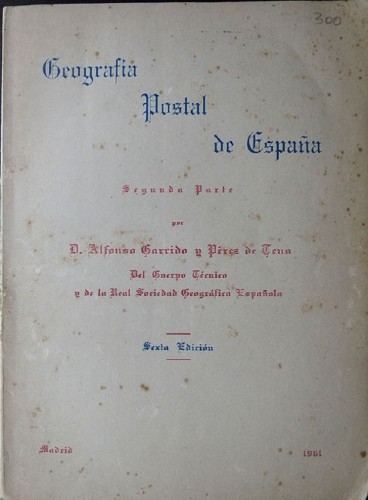 300
Geografia
Postal
de España
Segunda Parte
por
D. Alfonso Garrido y Pérez de Tena
Del Cuerpo Técnico
y de la Real Sociedad Geográfica Española
Sexta Edición
Madrid 1961